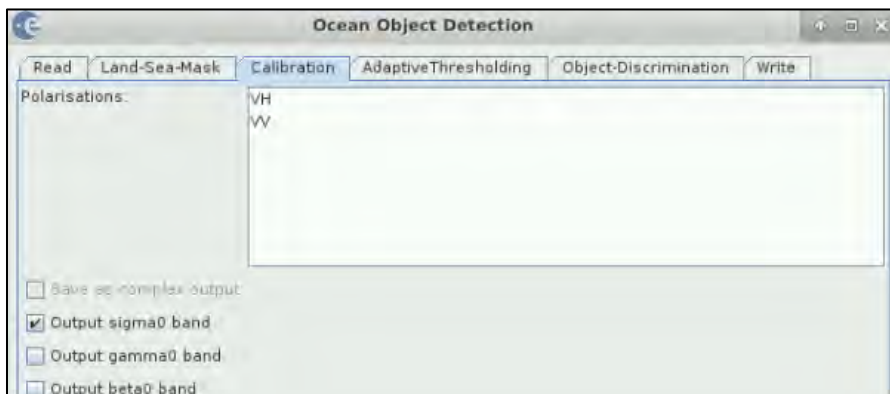 Ocean Object Detection
Read Land-Sea-Mask Calibration AdaptiveThresholding Object-Discrimination Write
Polarisations: VH
VV
Save as complex output
Output sigma0 band
Output gamma0 band
Output beta0 band